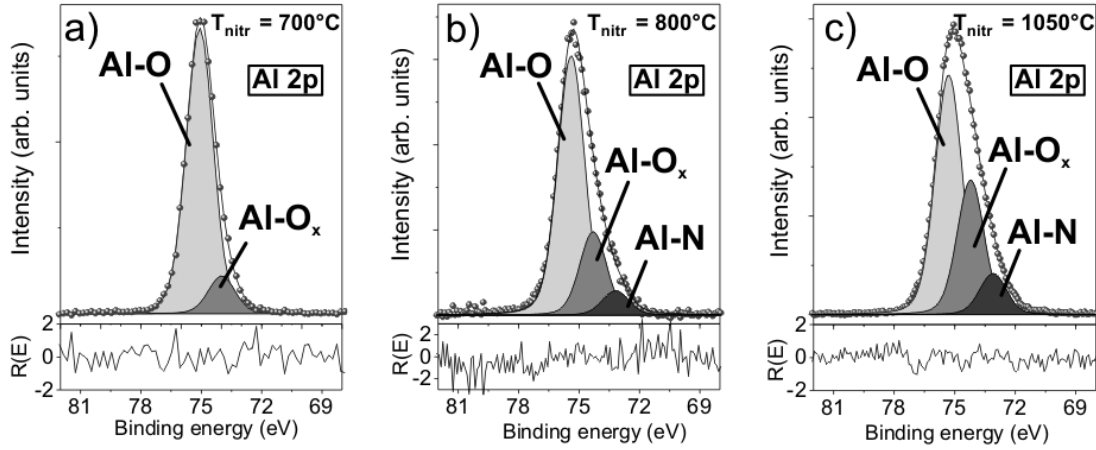 a)
T_nitr = 700°C
Al-O
Al 2p
Al-O_x
Intensity (arb. units)
2
0
-2
R(E)
81 78 75 72 69
Binding energy (eV)
b)
T_nitr = 800°C
Al-O
Al 2p
Al-O_x
Al-N
Intensity (arb. units)
2
0
-2
R(E)
81 78 75 72 69
Binding energy (eV)
c)
T_nitr = 1050°C
Al-O
Al 2p
Al-O_x
Al-N
Intensity (arb. units)
2
0
-2
R(E)
81 78 75 72 69
Binding energy (eV)